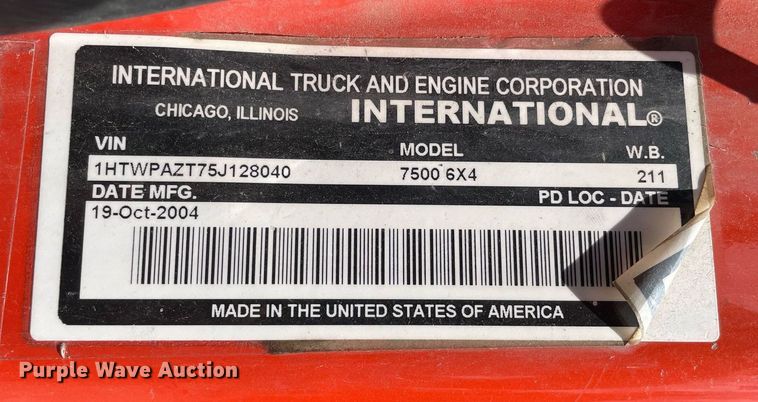 INTERNATIONAL TRUCK AND ENGINE CORPORATION
CHICAGO, ILLINOIS INTERNATIONAL®
VIN MODEL W.B.
1HTWPAZT75J128040 7500 6X4 211
DATE MFG. PD LOC - DATE
19-Oct-2004
MADE IN THE UNITED STATES OF AMERICA
Purple Wave Auction